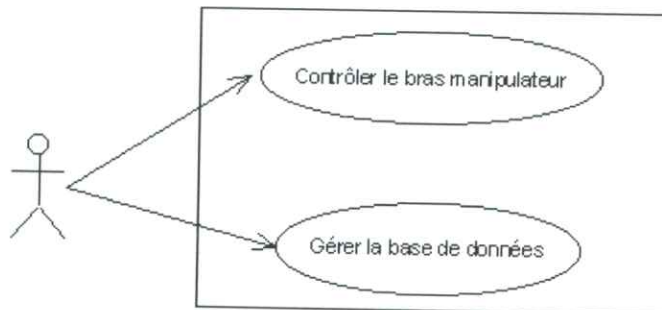 Contrôler le bras manipulateur
Gérer la base de données